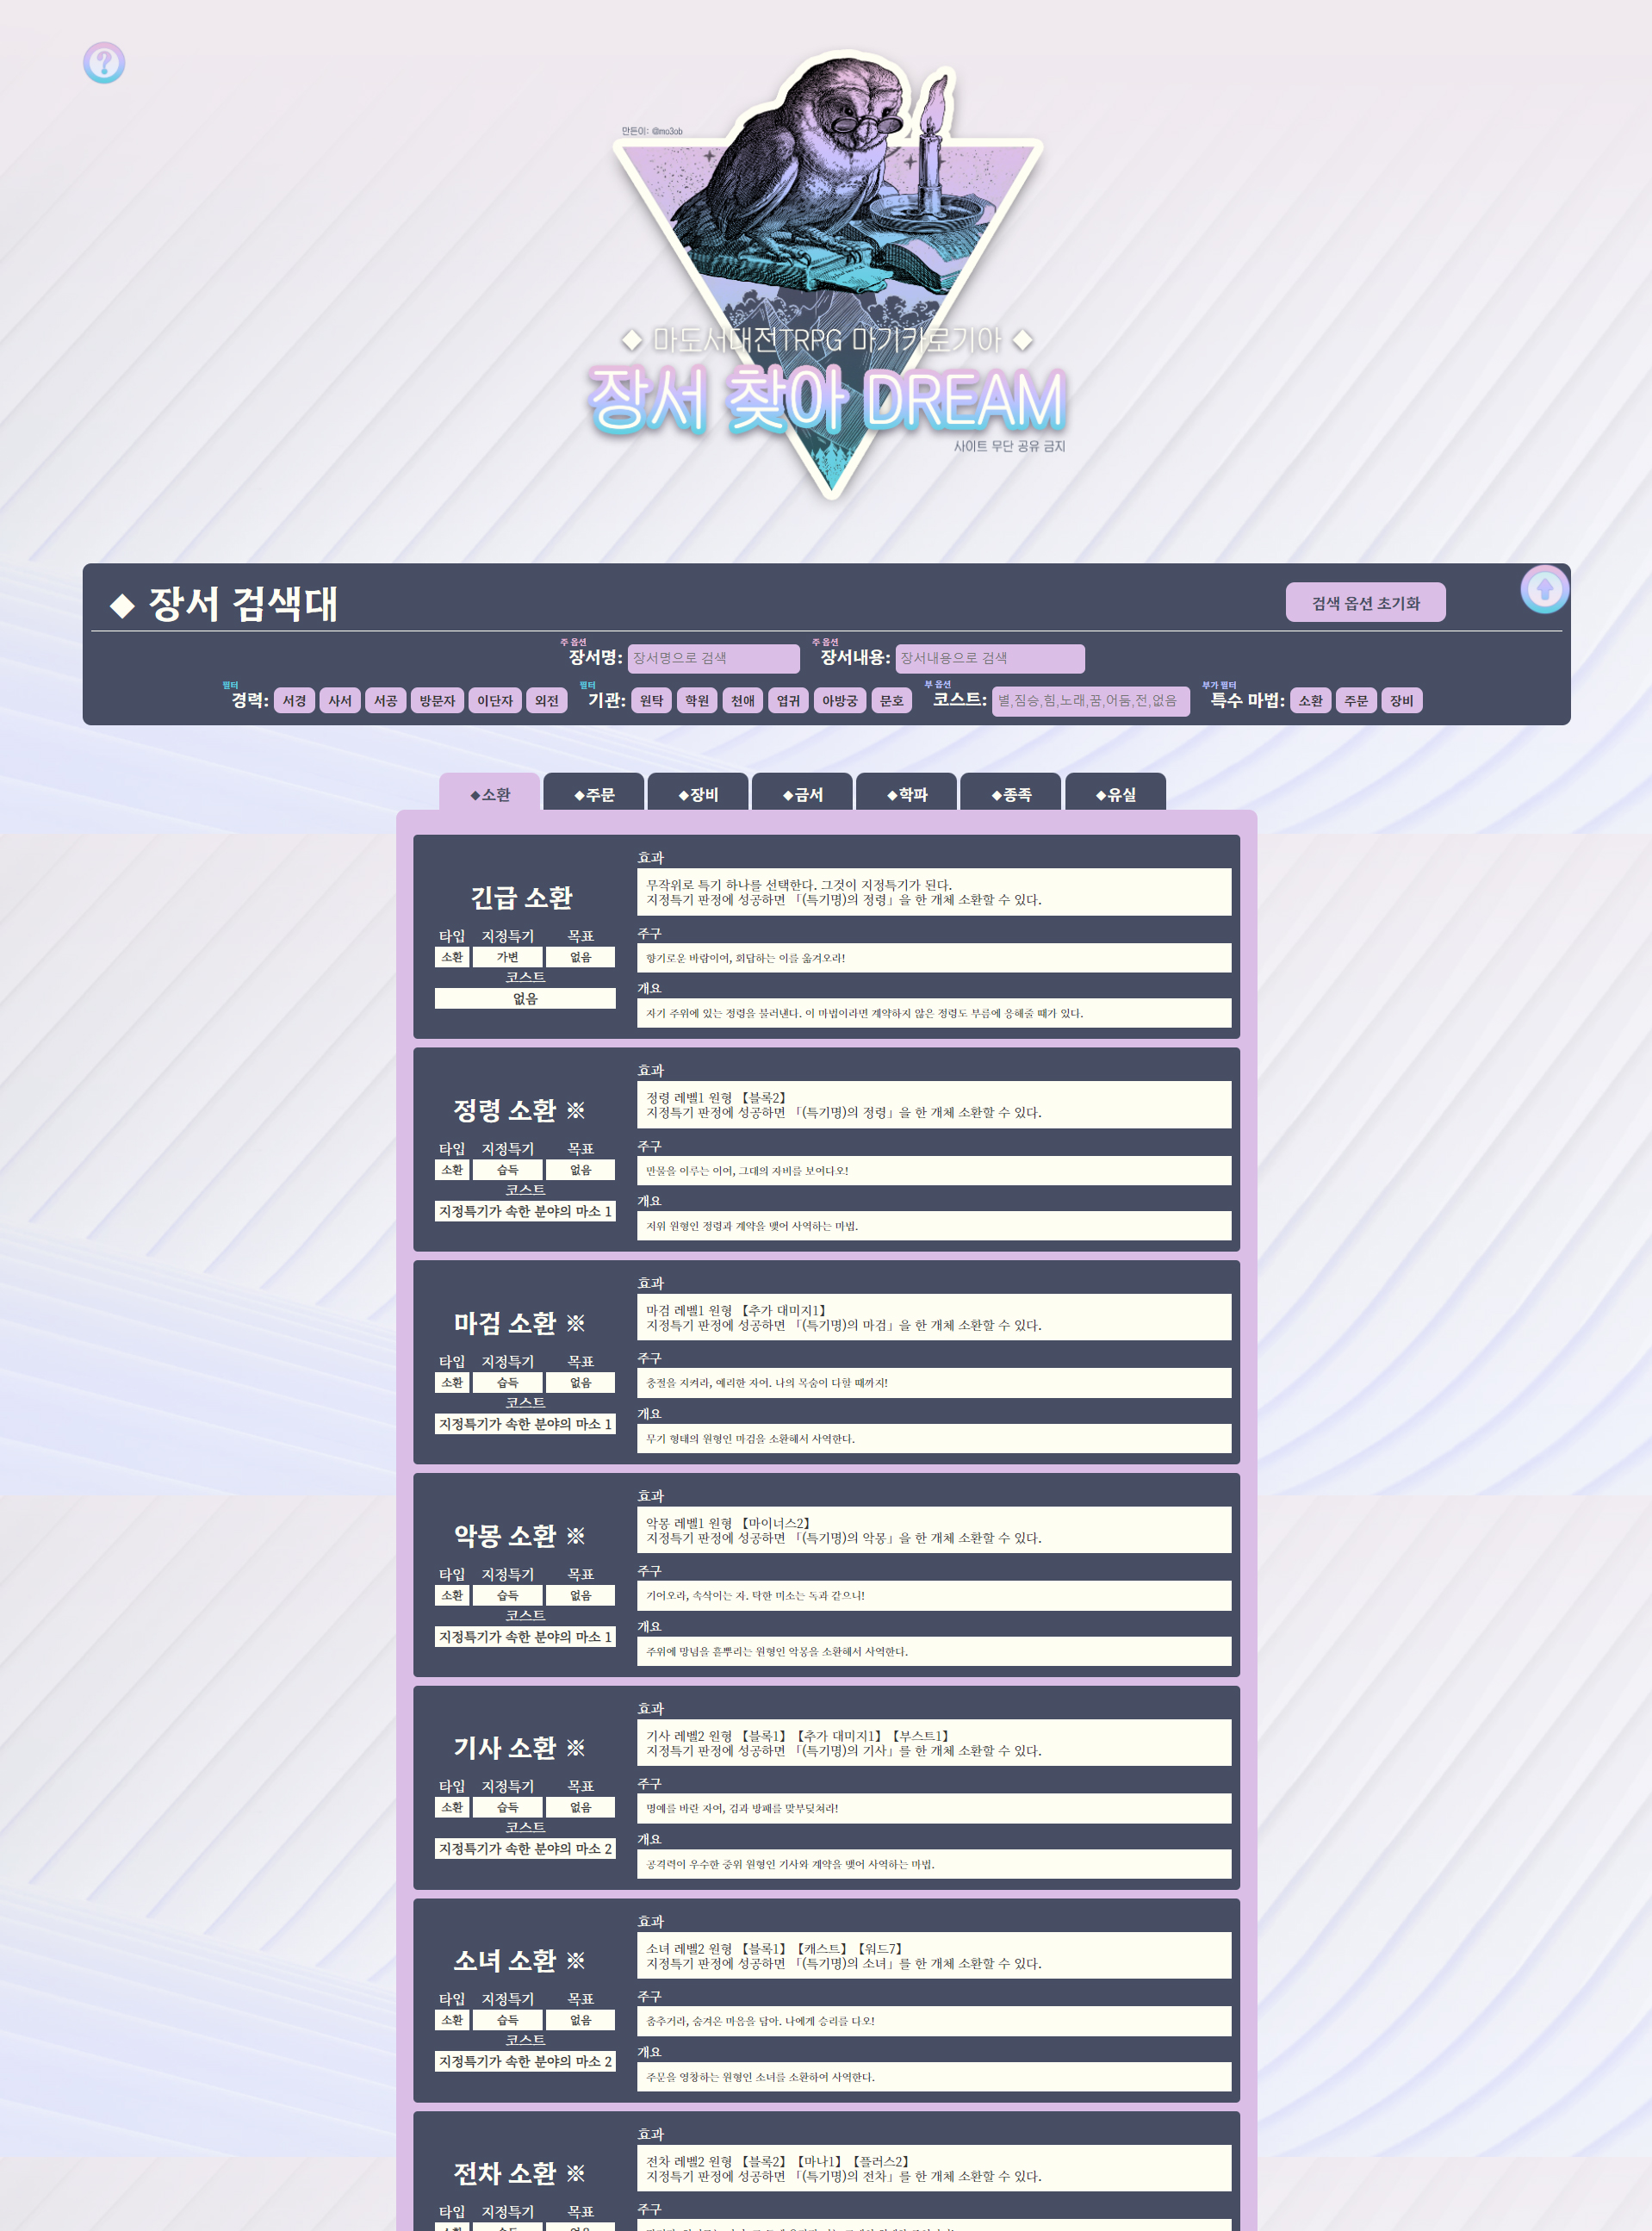 만든이: @mo3ob
◆ 마도서대전TRPG 마기카로기아 ◆
장서 찾아 DREAM
사이트 무단 공유 금지
◆ 장서 검색대
검색 옵션 초기화
주 옵션
장서명: 장서명으로 검색
주 옵션
장서내용: 장서내용으로 검색
필터
경력: 서경 사서 서공 방문자 이단자 외전
필터
기관: 원탁 학원 천애 엽귀 아방궁 문호
부 옵션
코스트: 별,짐승,힘,노래,꿈,어둠,전,없음
부가 필터
특수 마법: 소환 주문 장비
◆소환 ◆주문 ◆장비 ◆금서 ◆학파 ◆종족 ◆유실
긴급 소환
타입 지정특기 목표
소환 가변 없음
코스트
없음
효과
무작위로 특기 하나를 선택한다. 그것이 지정특기가 된다.
지정특기 판정에 성공하면 「(특기명)의 정령」을 한 개체 소환할 수 있다.
주구
향기로운 바람이여, 회답하는 이를 옮겨오라!
개요
자기 주위에 있는 정령을 불러낸다. 이 마법이라면 계약하지 않은 정령도 부름에 응해줄 때가 있다.
정령 소환 ※
타입 지정특기 목표
소환 습득 없음
코스트
지정특기가 속한 분야의 마소 1
효과
정령 레벨1 원형 【블록2】
지정특기 판정에 성공하면 「(특기명)의 정령」을 한 개체 소환할 수 있다.
주구
만물을 이루는 이여, 그대의 자비를 보여다오!
개요
저위 원형인 정령과 계약을 맺어 사역하는 마법.
마검 소환 ※
타입 지정특기 목표
소환 습득 없음
코스트
지정특기가 속한 분야의 마소 1
효과
마검 레벨1 원형 【추가 대미지1】
지정특기 판정에 성공하면 「(특기명)의 마검」을 한 개체 소환할 수 있다.
주구
충절을 지켜라, 예리한 자여. 나의 목숨이 다할 때까지!
개요
무기 형태의 원형인 마검을 소환해서 사역한다.
악몽 소환 ※
타입 지정특기 목표
소환 습득 없음
코스트
지정특기가 속한 분야의 마소 1
효과
악몽 레벨1 원형 【마이너스2】
지정특기 판정에 성공하면 「(특기명)의 악몽」을 한 개체 소환할 수 있다.
주구
기어오라, 속삭이는 자. 탁한 미소는 독과 같으니!
개요
주위에 망념을 흩뿌리는 원형인 악몽을 소환해서 사역한다.
기사 소환 ※
타입 지정특기 목표
소환 습득 없음
코스트
지정특기가 속한 분야의 마소 2
효과
기사 레벨2 원형 【블록1】【추가 대미지1】【부스트1】
지정특기 판정에 성공하면 「(특기명)의 기사」를 한 개체 소환할 수 있다.
주구
명예를 바란 자여, 검과 방패를 맞부딪쳐라!
개요
공격력이 우수한 중위 원형인 기사와 계약을 맺어 사역하는 마법.
소녀 소환 ※
타입 지정특기 목표
소환 습득 없음
코스트
지정특기가 속한 분야의 마소 2
효과
소녀 레벨2 원형 【블록1】【캐스트】【워드7】
지정특기 판정에 성공하면 「(특기명)의 소녀」를 한 개체 소환할 수 있다.
주구
춤추거라, 숨겨온 마음을 담아. 나에게 승리를 다오!
개요
주문을 영창하는 원형인 소녀를 소환하여 사역한다.
전차 소환 ※
타입 지정특기 목표
효과
전차 레벨2 원형 【블록2】【마나1】【플러스2】
지정특기 판정에 성공하면 「(특기명)의 전차」를 한 개체 소환할 수 있다.
주구